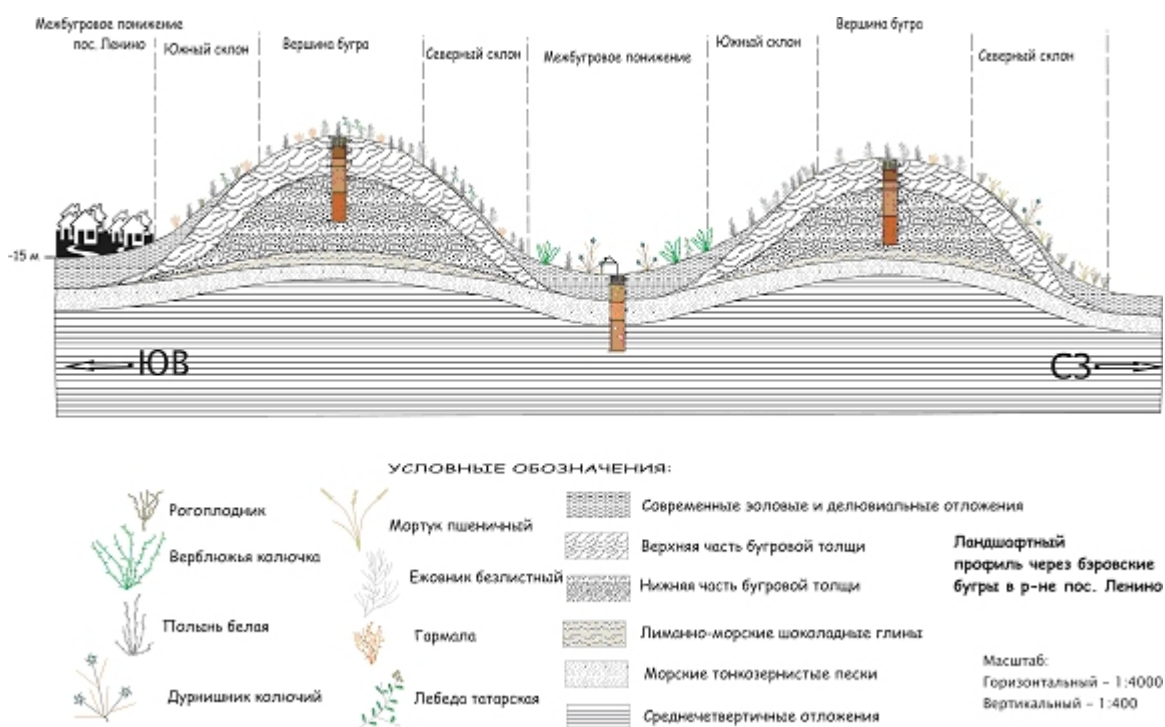 Межбугровое понижение
пос. Ленино
Южный склон
Вершина бугра
Северный склон
Межбугровое понижение
Южный склон
Вершина бугра
Северный склон
-15 м
ЮВ
СЗ
УСЛОВНЫЕ ОБОЗНАЧЕНИЯ:
Рогоплодник
Верблюжья колючка
Полынь белая
Дурнишник колючий
Мортук пшеничный
Ежовник безлистный
Гармала
Лебеда татарская
Современные эоловые и делювиальные отложения
Верхняя часть бугровой толщи
Нижняя часть бугровой толщи
Лиманно-морские шоколадные глины
Морские тонкозернистые пески
Среднечетвертичные отложения
Ландшафтный
профиль через бэровские
бугры в р-не пос. Ленино
Масштаб:
Горизонтальный - 1:4000
Вертикальный - 1:400